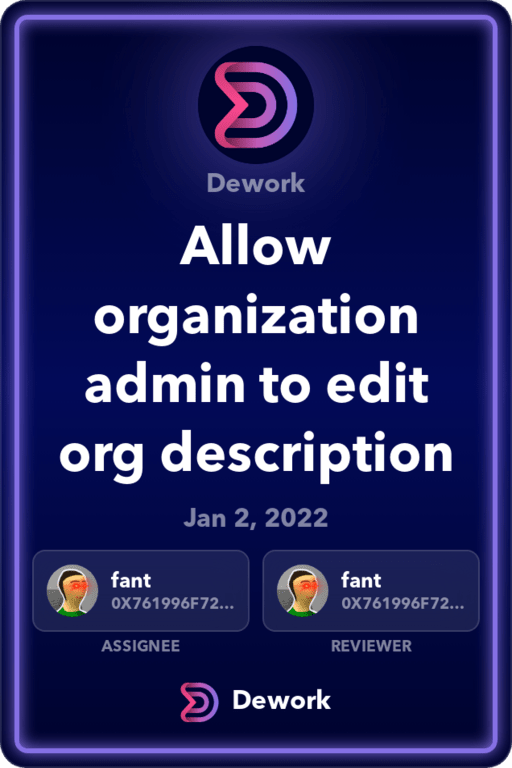 Dework
Allow
organization
admin to edit
org description
Jan 2, 2022
fant
0X761996F72...
ASSIGNEE
fant
0X761996F72...
REVIEWER
Dework